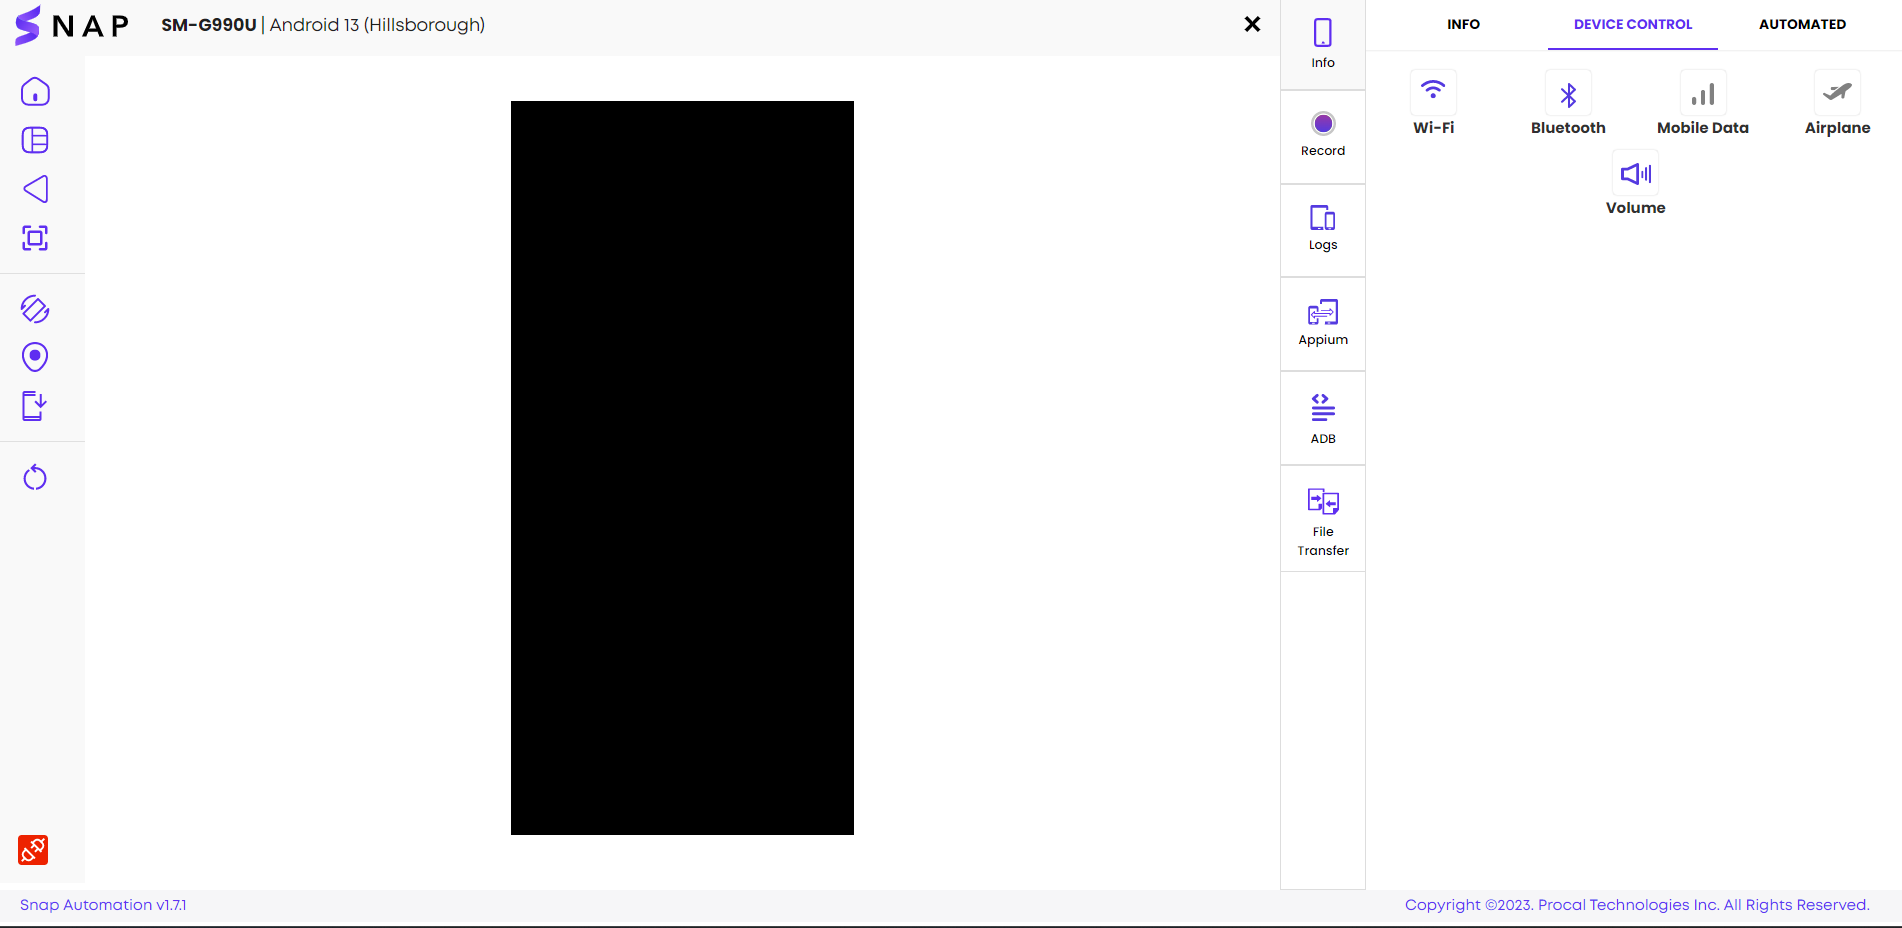 SNAP
SM-G990U | Android 13 (Hillsborough)
Info
Record
Logs
Appium
ADB
File
Transfer
INFO
DEVICE CONTROL
AUTOMATED
Wi-Fi
Bluetooth
Mobile Data
Airplane
Volume
Snap Automation v1.7.1
Copyright ©2023. Procal Technologies Inc. All Rights Reserved.